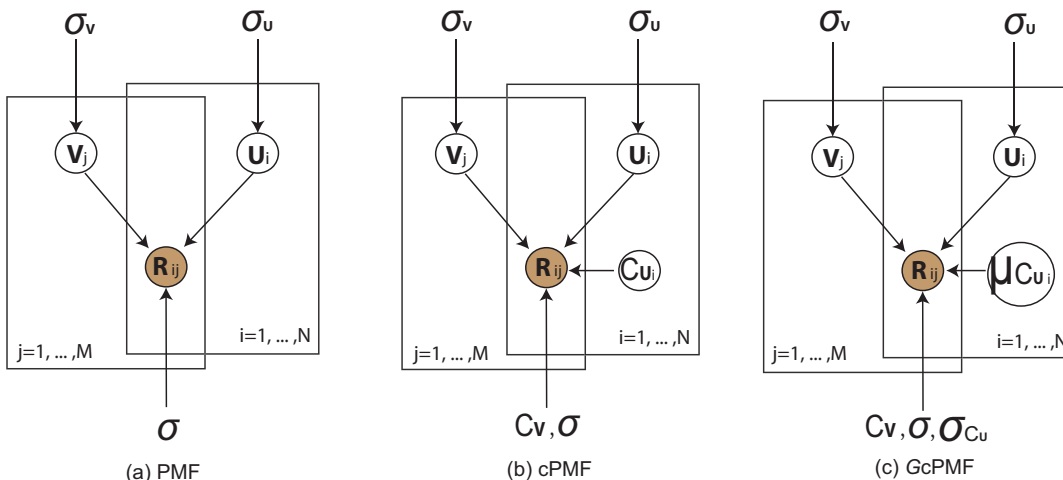 σV σU
Vj Ui
Rij
j=1, ... ,M i=1, ... ,N
σ
(a) PMF
σV σU
Vj Ui
Rij CUi
j=1, ... ,M i=1, ... ,N
CV , σ
(b) cPMF
σV σU
Vj Ui
Rij μCUi
j=1, ... ,M i=1, ... ,N
CV , σ, σCU
(c) GcPMF